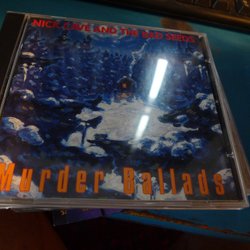 NICK CAVE AND THE BAD SEEDS
Murder Ballads